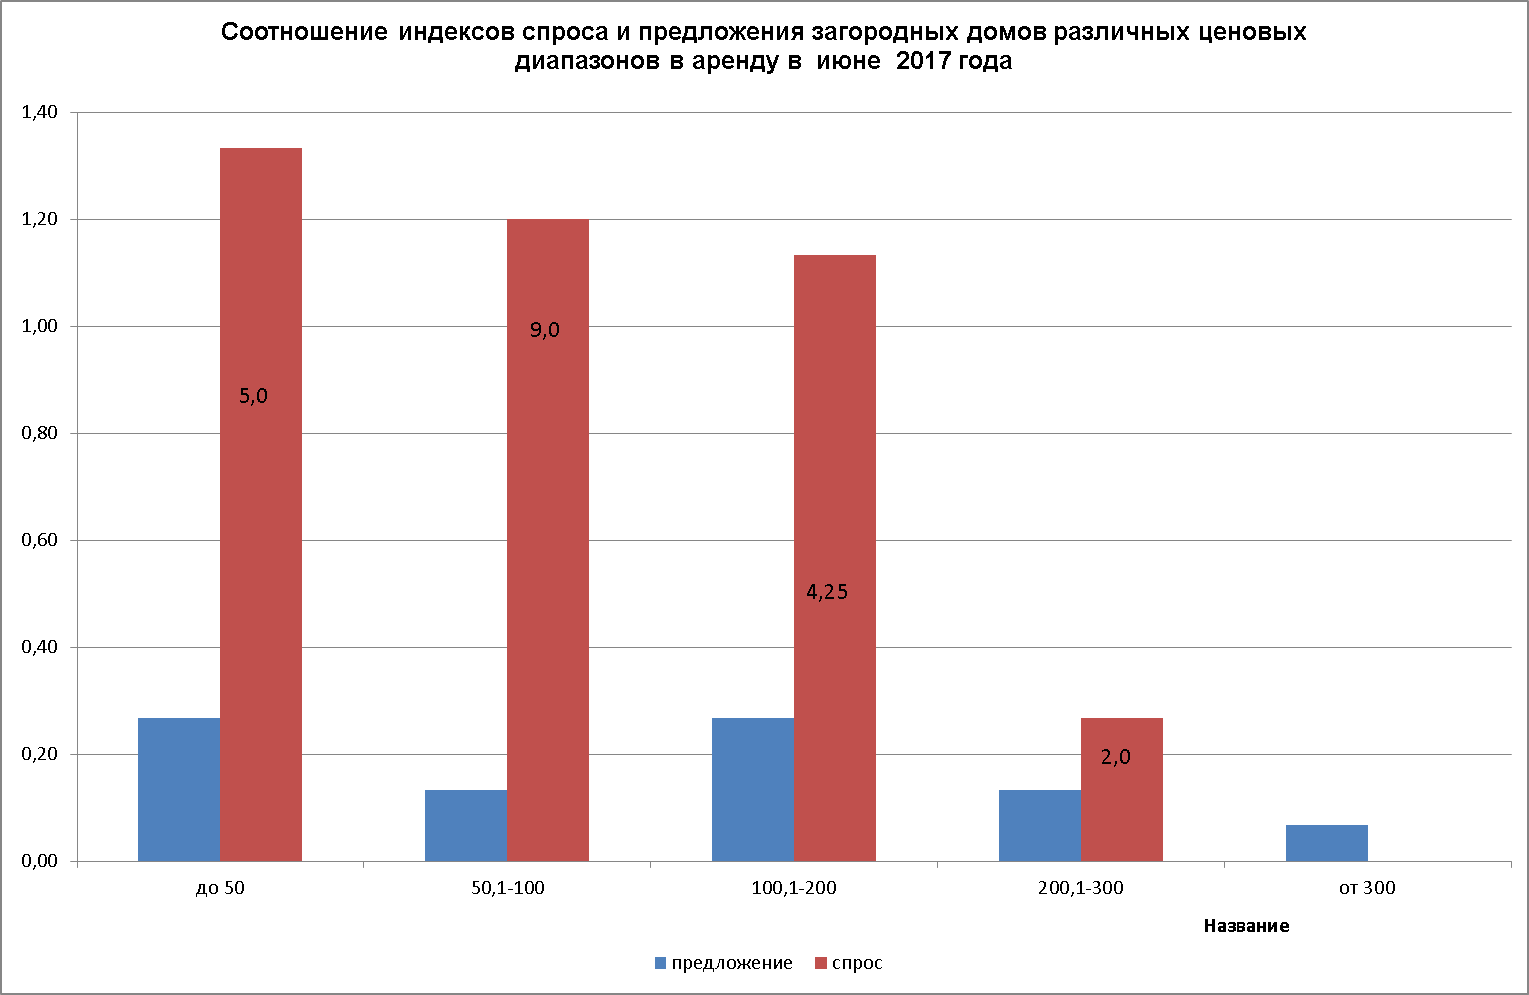 Соотношение индексов спроса и предложения загородных домов различных ценовых
диапазонов в аренду в июне 2017 года
1,40
1,20
1,00
0,80
0,60
0,40
0,20
0,00
5,0
9,0
4,25
2,0
до 50
50,1-100
100,1-200
200,1-300
от 300
Название
предложение
спрос